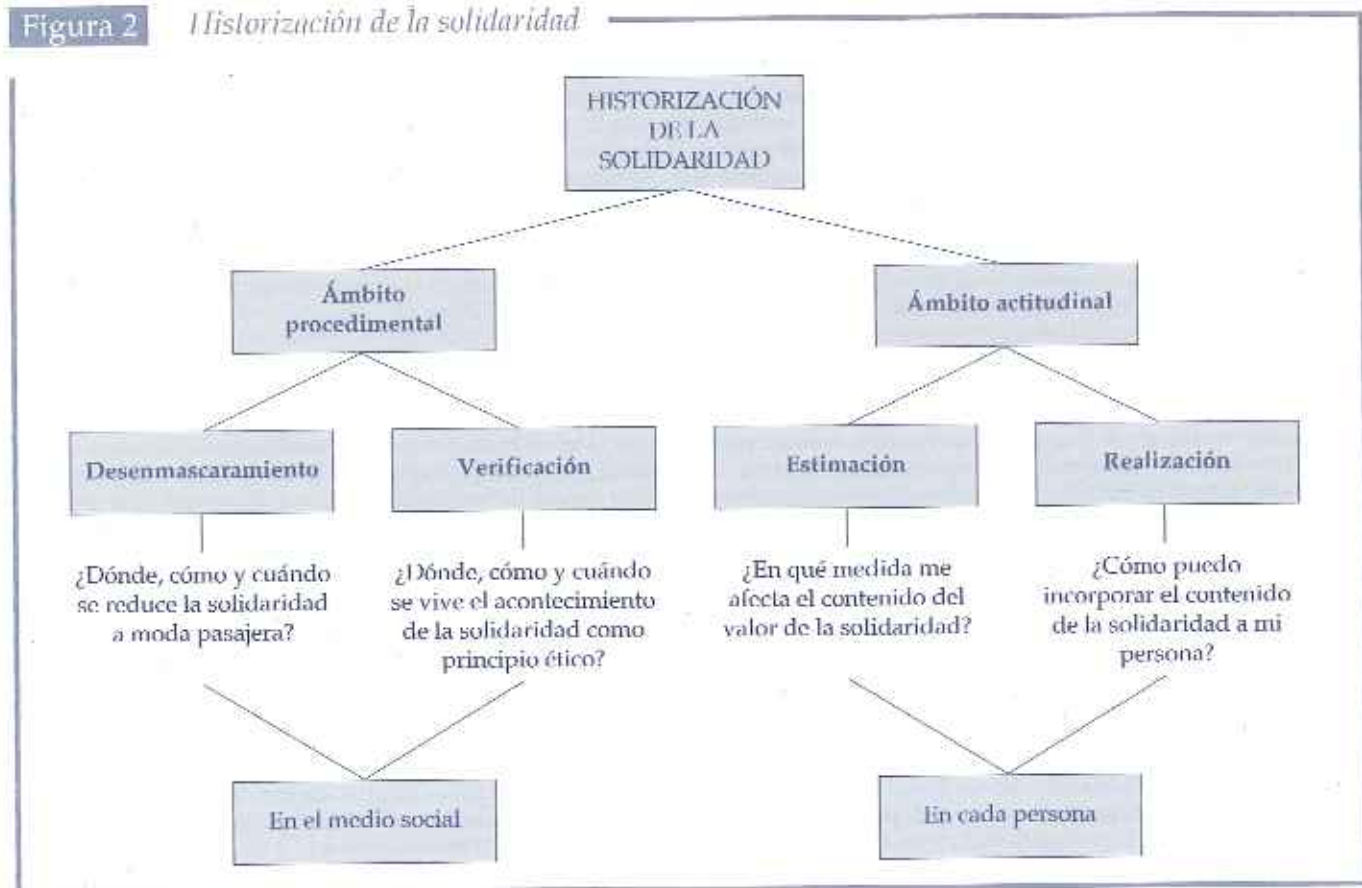 Figura 2 Historización de la solidaridad
HISTORIZACIÓN
DE LA
SOLIDARIDAD
Ámbito
procedimental
Ámbito actitudinal
Desenmascaramiento
Verificación
Estimación
Realización
¿Dónde, cómo y cuándo
se reduce la solidaridad
a moda pasajera?
¿Dónde, cómo y cuándo
se vive el acontecimiento
de la solidaridad como
principio ético?
¿En qué medida me
afecta el contenido del
valor de la solidaridad?
¿Cómo puedo
incorporar el contenido
de la solidaridad a mi
persona?
En el medio social
En cada persona